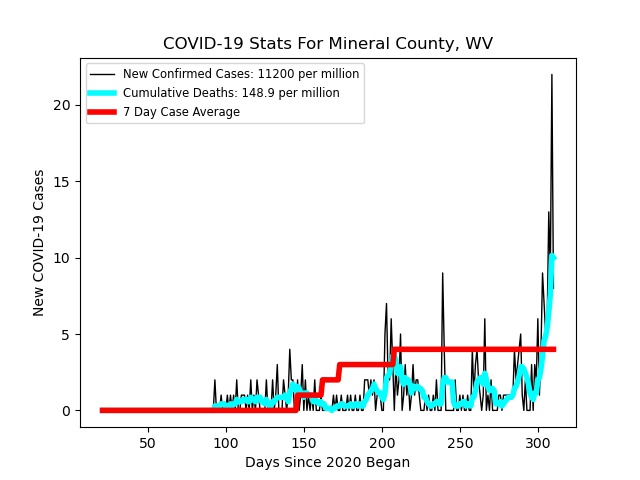 COVID-19 Stats For Mineral County, WV
New Confirmed Cases: 11200 per million
Cumulative Deaths: 148.9 per million
7 Day Case Average
New COVID-19 Cases
20
15
10
5
0
50 100 150 200 250 300
Days Since 2020 Began